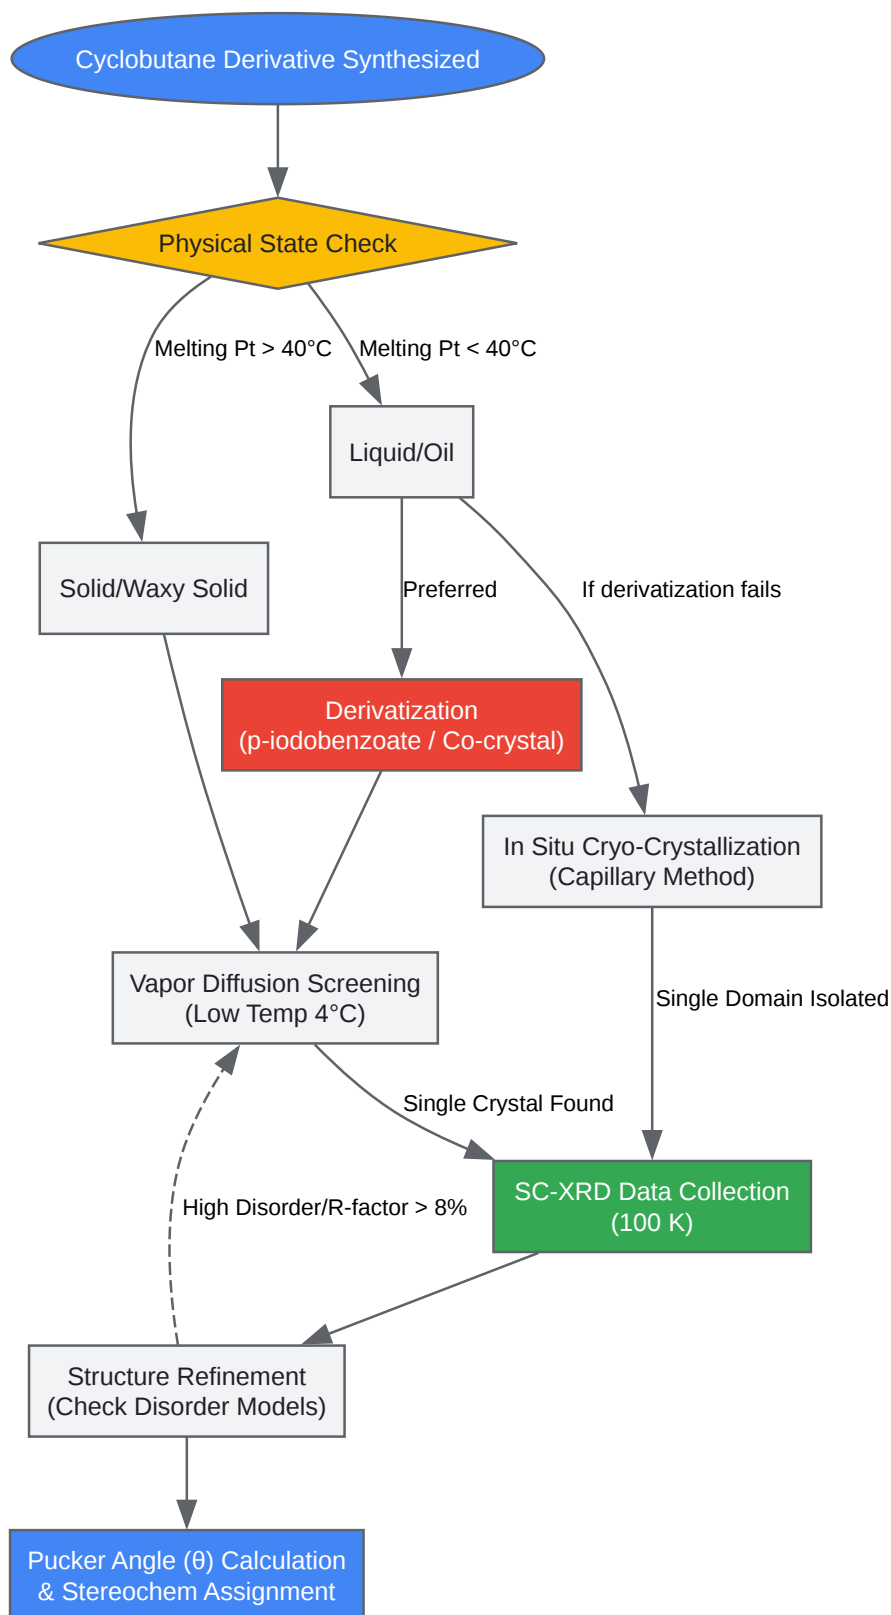 Cyclobutane Derivative Synthesized
Physical State Check
Melting Pt > 40°C
Melting Pt < 40°C
Liquid/Oil
Solid/Waxy Solid
Preferred
If derivatization fails
Derivatization
(p-iodobenzoate / Co-crystal)
In Situ Cryo-Crystallization
(Capillary Method)
Vapor Diffusion Screening
(Low Temp 4°C)
Single Domain Isolated
Single Crystal Found
SC-XRD Data Collection
(100 K)
High Disorder/R-factor > 8%
Structure Refinement
(Check Disorder Models)
Pucker Angle (θ) Calculation
& Stereochem Assignment